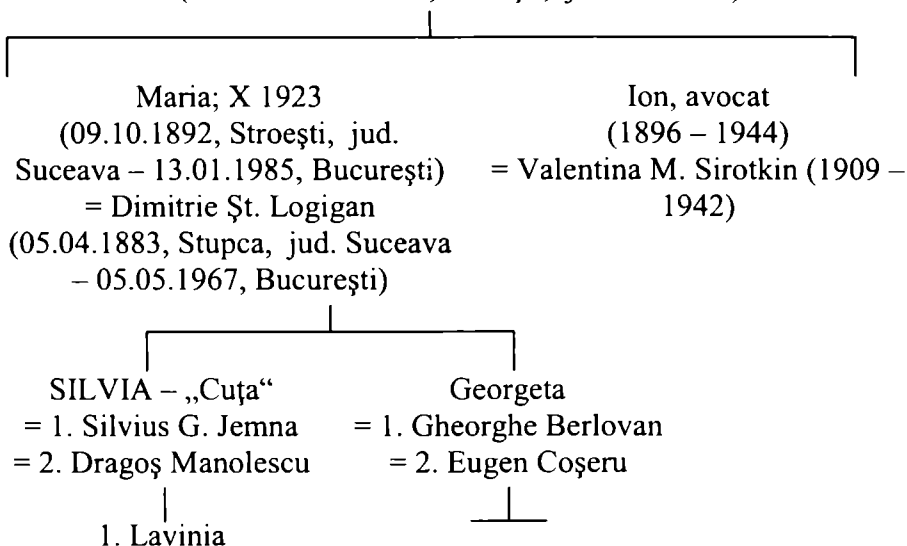 Maria; X 1923
(09.10.1892, Stroeşti, jud.
Suceava – 13.01.1985, Bucureşti)
= Dimitrie Şt. Logigan
(05.04.1883, Stupca, jud. Suceava
– 05.05.1967, Bucureşti)
Ion, avocat
(1896 – 1944)
= Valentina M. Sirotkin (1909 –
1942)
SILVIA – „Cuţa“
= 1. Silvius G. Jemna
= 2. Dragoş Manolescu
1. Lavinia
Georgeta
= 1. Gheorghe Berlovan
= 2. Eugen Coşeru